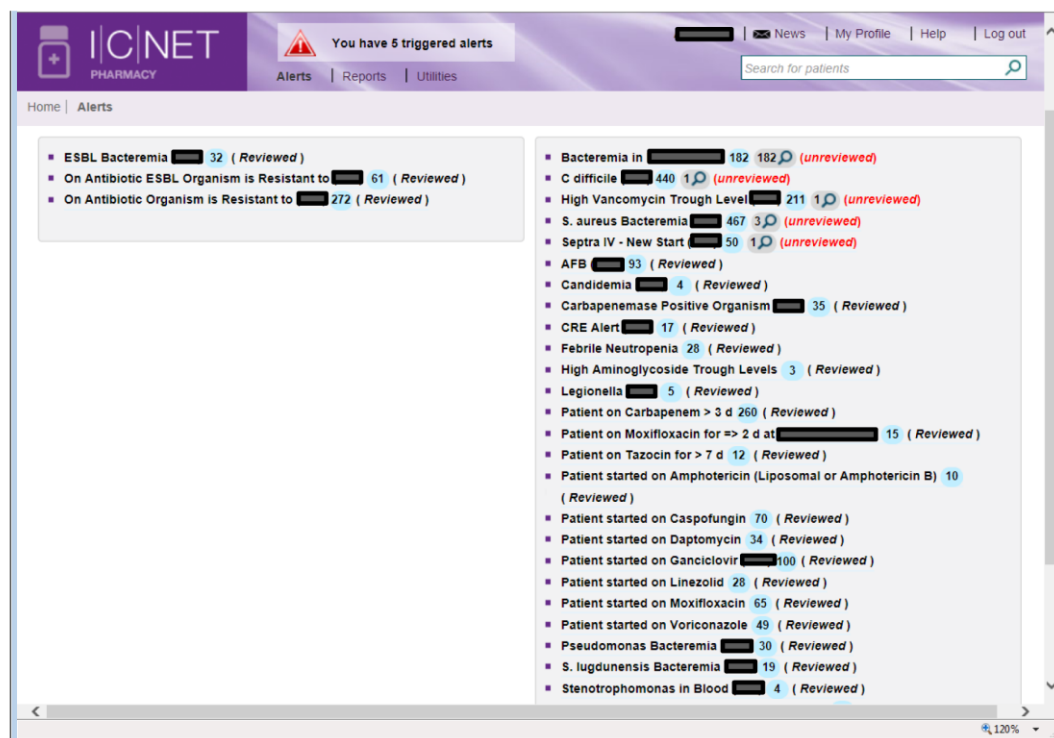 I|C|NET
PHARMACY
You have 5 triggered alerts
Alerts | Reports | Utilities
| News | My Profile | Help | Log out
Search for patients
Home | Alerts
ESBL Bacteremia 32 ( Reviewed )
On Antibiotic ESBL Organism is Resistant to 61 ( Reviewed )
On Antibiotic Organism is Resistant to 272 ( Reviewed )
Bacteremia in 182 182 (unreviewed)
C difficile 440 1 (unreviewed)
High Vancomycin Trough Level 211 1 (unreviewed)
S. aureus Bacteremia 467 3 (unreviewed)
Septra IV - New Start ( 50 1 (unreviewed)
AFB ( 93 ( Reviewed )
Candidemia 4 ( Reviewed )
Carbapenemase Positive Organism 35 ( Reviewed )
CRE Alert 17 ( Reviewed )
Febrile Neutropenia 28 ( Reviewed )
High Aminoglycoside Trough Levels 3 ( Reviewed )
Legionella 5 ( Reviewed )
Patient on Carbapenem > 3 d 260 ( Reviewed )
Patient on Moxifloxacin for => 2 d at 15 ( Reviewed )
Patient on Tazocin for > 7 d 12 ( Reviewed )
Patient started on Amphotericin (Liposomal or Amphotericin B) 10
( Reviewed )
Patient started on Caspofungin 70 ( Reviewed )
Patient started on Daptomycin 34 ( Reviewed )
Patient started on Ganciclovir 100 ( Reviewed )
Patient started on Linezolid 28 ( Reviewed )
Patient started on Moxifloxacin 65 ( Reviewed )
Patient started on Voriconazole 49 ( Reviewed )
Pseudomonas Bacteremia 30 ( Reviewed )
S. lugdunensis Bacteremia 19 ( Reviewed )
Stenotrophomonas in Blood 4 ( Reviewed )
120%